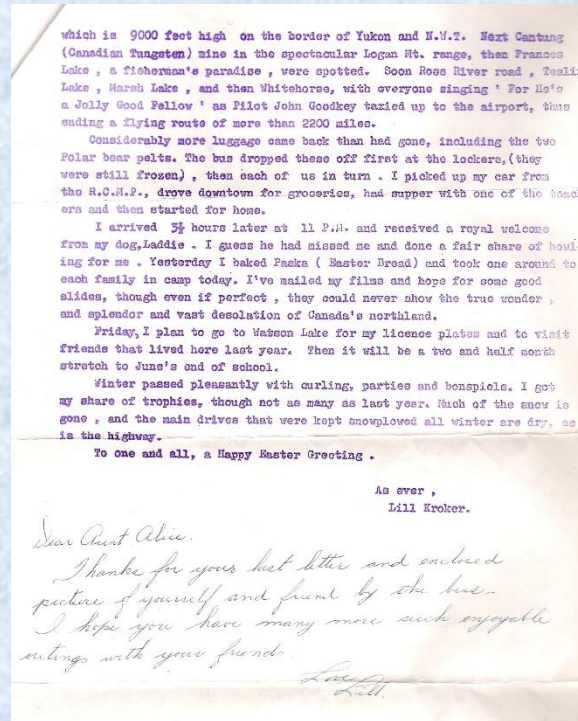 which is 9000 feet high on the border of Yukon and N.W.T. Next Cantung
(Canadian Tungsten) mine in the spectacular Logan Mt. range, then Frances
Lake , a fisherman's paradise , were spotted. Soon Ross River road , Teslin
Lake , Marsh Lake , and then Whitehorse, with everyone singing ' For He's
a Jolly Good Fellow ' as Pilot John Goodkey taxied up to the airport, thus
ending a flying route of more than 2200 miles.
Considerably more luggage came back than had gone, including the two
Polar bear pelts. The bus dropped these off first at the lockers,(they
were still frozen) , then each of us in turn . I picked up my car from
the R.C.M.P., drove downtown for groceries, had supper with one of the teach
ers and then started for home.
I arrived 3½ hours later at 11 P.M. and received a royal welcome
from my dog,Laddie . I guess he had missed me and done a fair share of howl-
ing for me . Yesterday I baked Paska ( Easter Bread) and took one around to
each family in camp today. I've mailed my films and hope for some good
slides, though even if perfect , they could never show the true wonder ,
and splendor and vast desolation of Canada's northland.
Friday, I plan to go to Watson Lake for my licence plates and to visit
friends that lived here last year. Then it will be a two and half month
stretch to June's end of school.
Winter passed pleasantly with curling, parties and bonspiels. I got
my share of trophies, though not as many as last year. Much of the snow is
gone , and the main drives that were kept snowplowed all winter are dry, as
is the highway.
To one and all, a Happy Easter Greeting .
As ever ,
Lill Kroker.
Dear Aunt Alice.
Thanks for your last letter and enclosed
picture of yourself and friend by the bus.
I hope you have many more such enjoyable
outings with your friends.
Love
Lill.